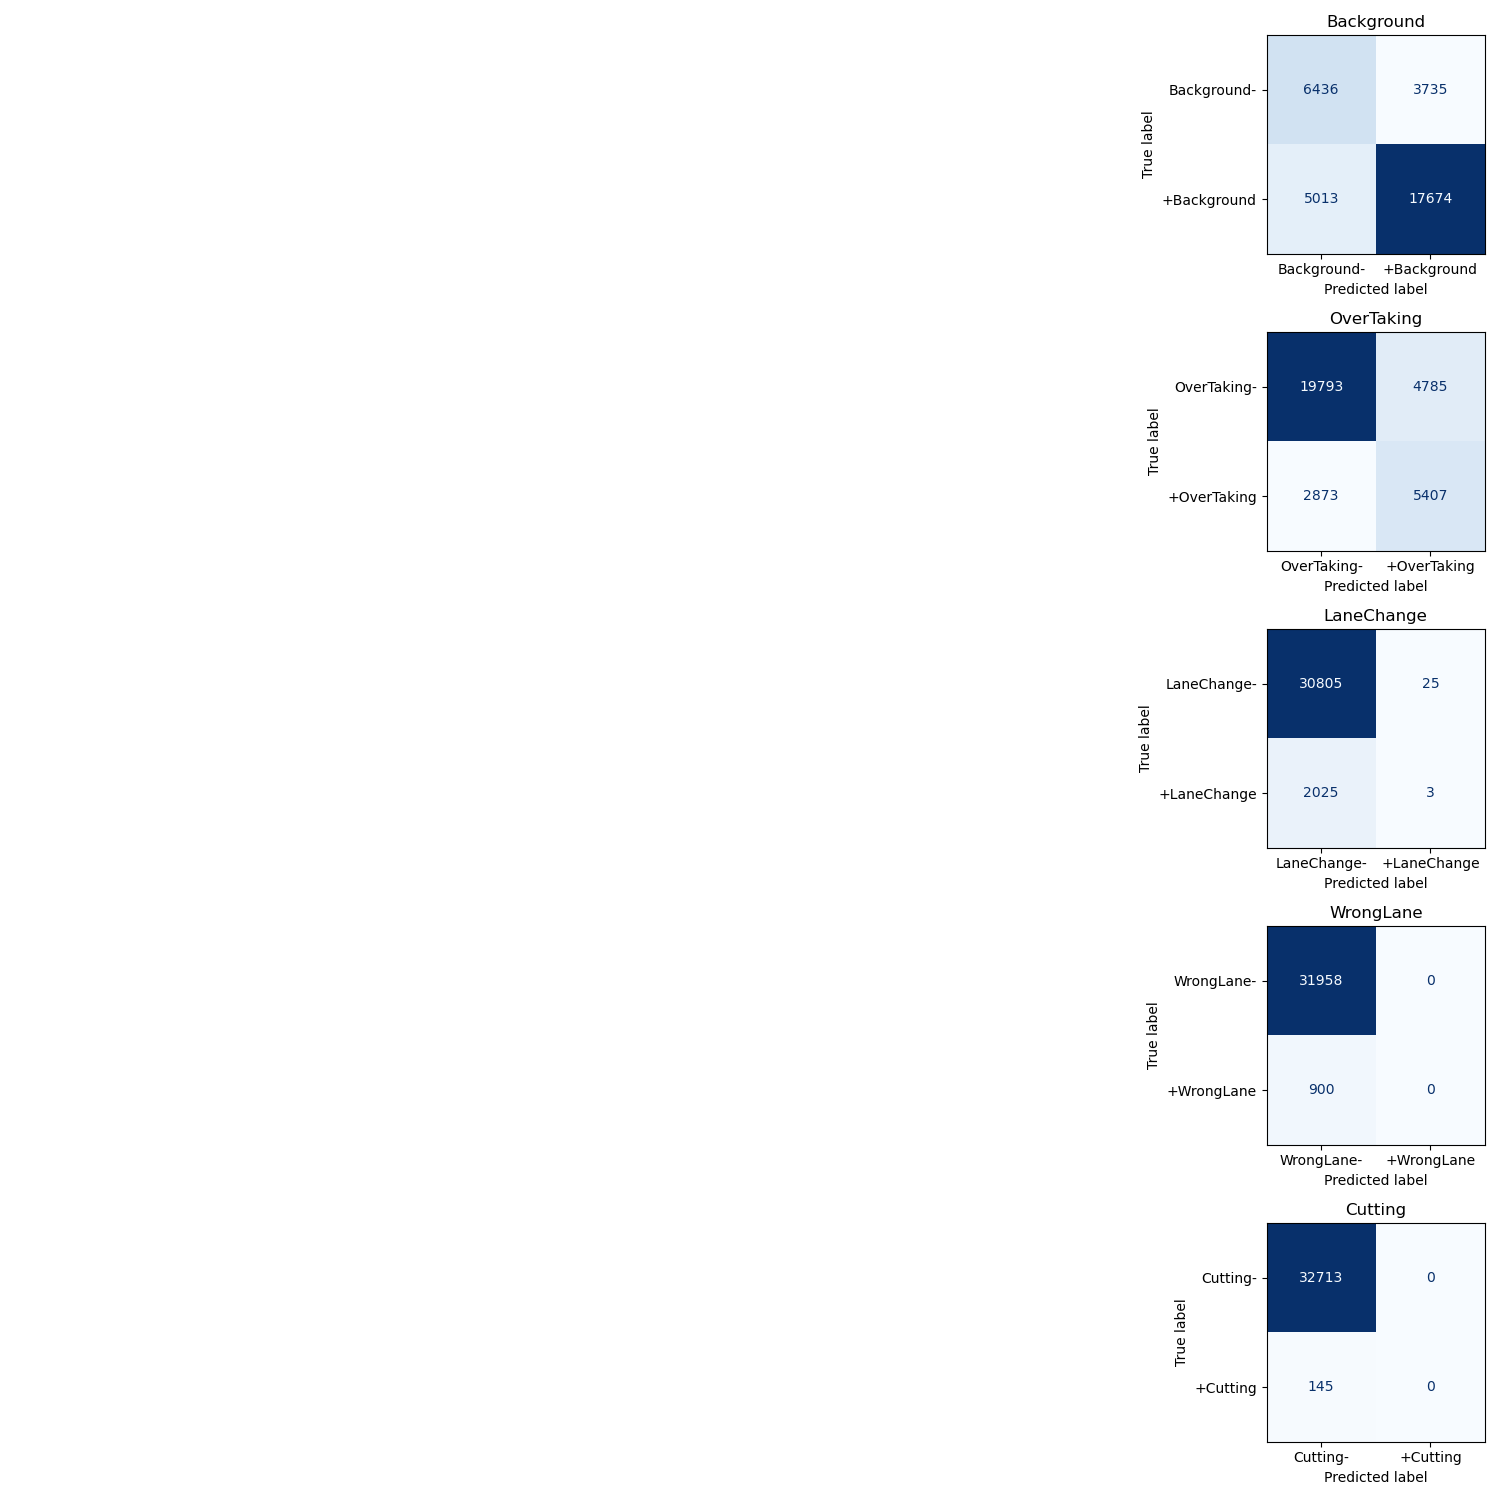 Background
Background-
6436 3735
True label
+Background
5013 17674
Background- +Background
Predicted label
OverTaking
OverTaking-
19793 4785
True label
+OverTaking
2873 5407
OverTaking- +OverTaking
Predicted label
LaneChange
LaneChange-
30805 25
True label
+LaneChange
2025 3
LaneChange- +LaneChange
Predicted label
WrongLane
WrongLane-
31958 0
True label
+WrongLane
900 0
WrongLane- +WrongLane
Predicted label
Cutting
Cutting-
32713 0
True label
+Cutting
145 0
Cutting- +Cutting
Predicted label